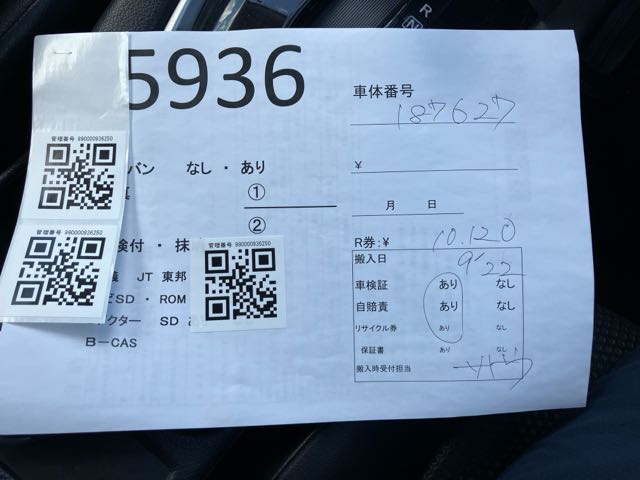 R
N
5936
車体番号
187627
管理番号 990000936250
バン なし・あり
¥
①
月 日
管理番号 990000936250
②
管理番号 990000936250
検付・抹
R券:¥ 10,120
搬入日 9/22
JT 東邦
車検証 あり なし
SD・ROM
自賠責 あり なし
クター SD
リサイクル券 あり なし
B-CAS
保証書 あり なし
搬入時受付担当